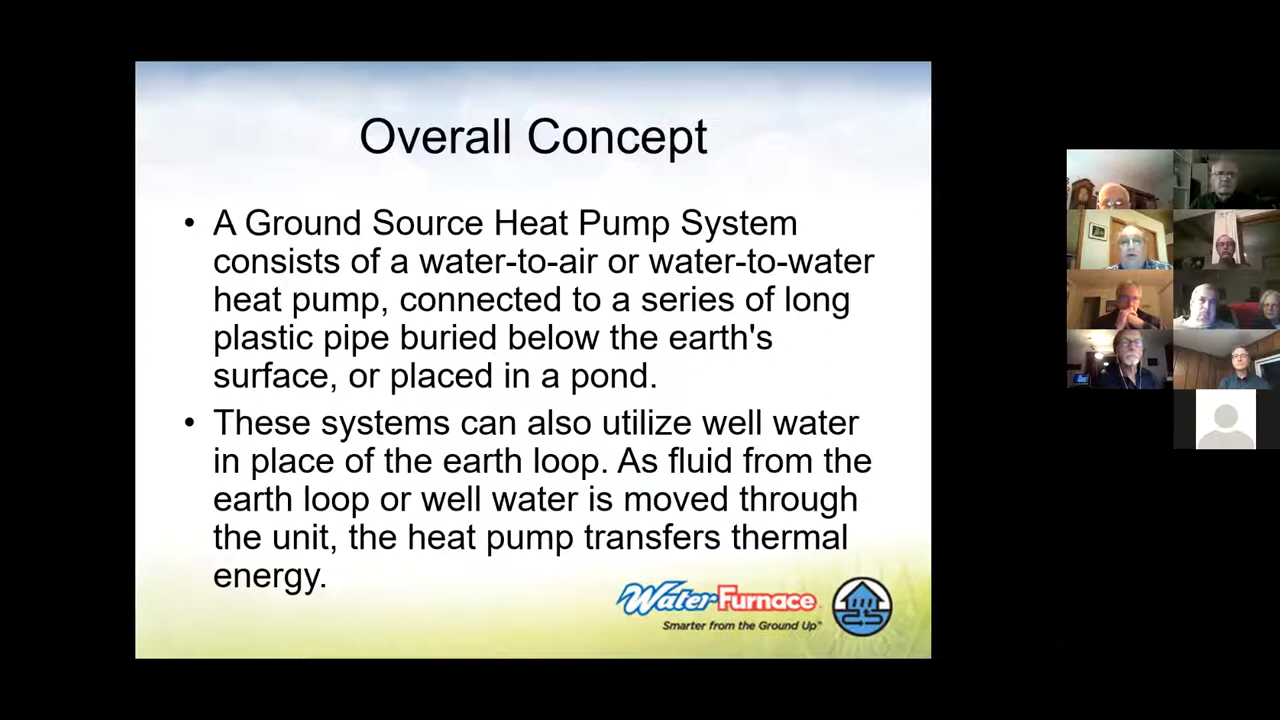 Overall Concept
• A Ground Source Heat Pump System
consists of a water-to-air or water-to-water
heat pump, connected to a series of long
plastic pipe buried below the earth's
surface, or placed in a pond.
• These systems can also utilize well water
in place of the earth loop. As fluid from the
earth loop or well water is moved through
the unit, the heat pump transfers thermal
energy.
WaterFurnace
Smarter from the Ground Up™